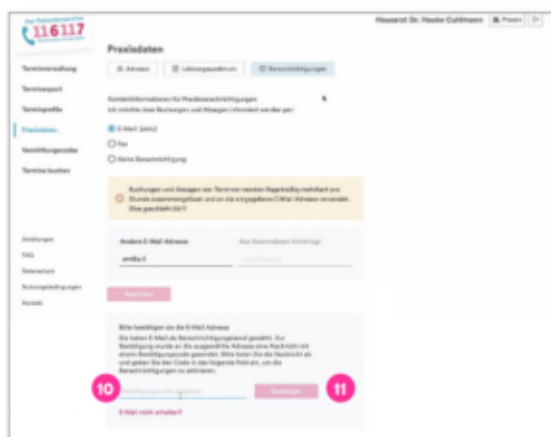 Der Patientenservice
116117
Hausarzt Dr. Hauke Cuhlmann
Praxisdaten
Terminverwaltung
Adresse
Leistungsspektrum
Benachrichtigungen
Terminexport
Kontaktinformationen für Praxisbenachrichtigungen
Terminprofile
Ich möchte über Buchungen und Absagen informiert werden per:
Praxisdaten
E-Mail (aktiv)
Fax
Vermittlungscodes
Keine Benachrichtigung
Termine buchen
Buchungen und Absagen von Terminen werden Regelmäßig mehrfach pro
Stunde zusammengefasst und an die angegebene E-Mail Adresse versendet.
Dies geschieht 24/7.
Anleitungen
Andere E-Mail Adresse
Aus Stammdaten hinterlegt
FAQ
Datenschutz
Nutzungsbedingungen
Speichern
Kontakt
Bitte bestätigen sie die E-Mail Adresse
Sie haben E-Mail als Benachrichtigungskanal gewählt. Zur
Bestätigung wurde an die ausgewählte Adresse eine Nachricht mit
einem Bestätigungscode gesendet. Bitte holen Sie die Nachricht ab
und geben Sie den Code in das folgende Feld ein, um die
Benachrichtigungen zu aktivieren.
10
Bestätigen
11
E-Mail nicht erhalten?